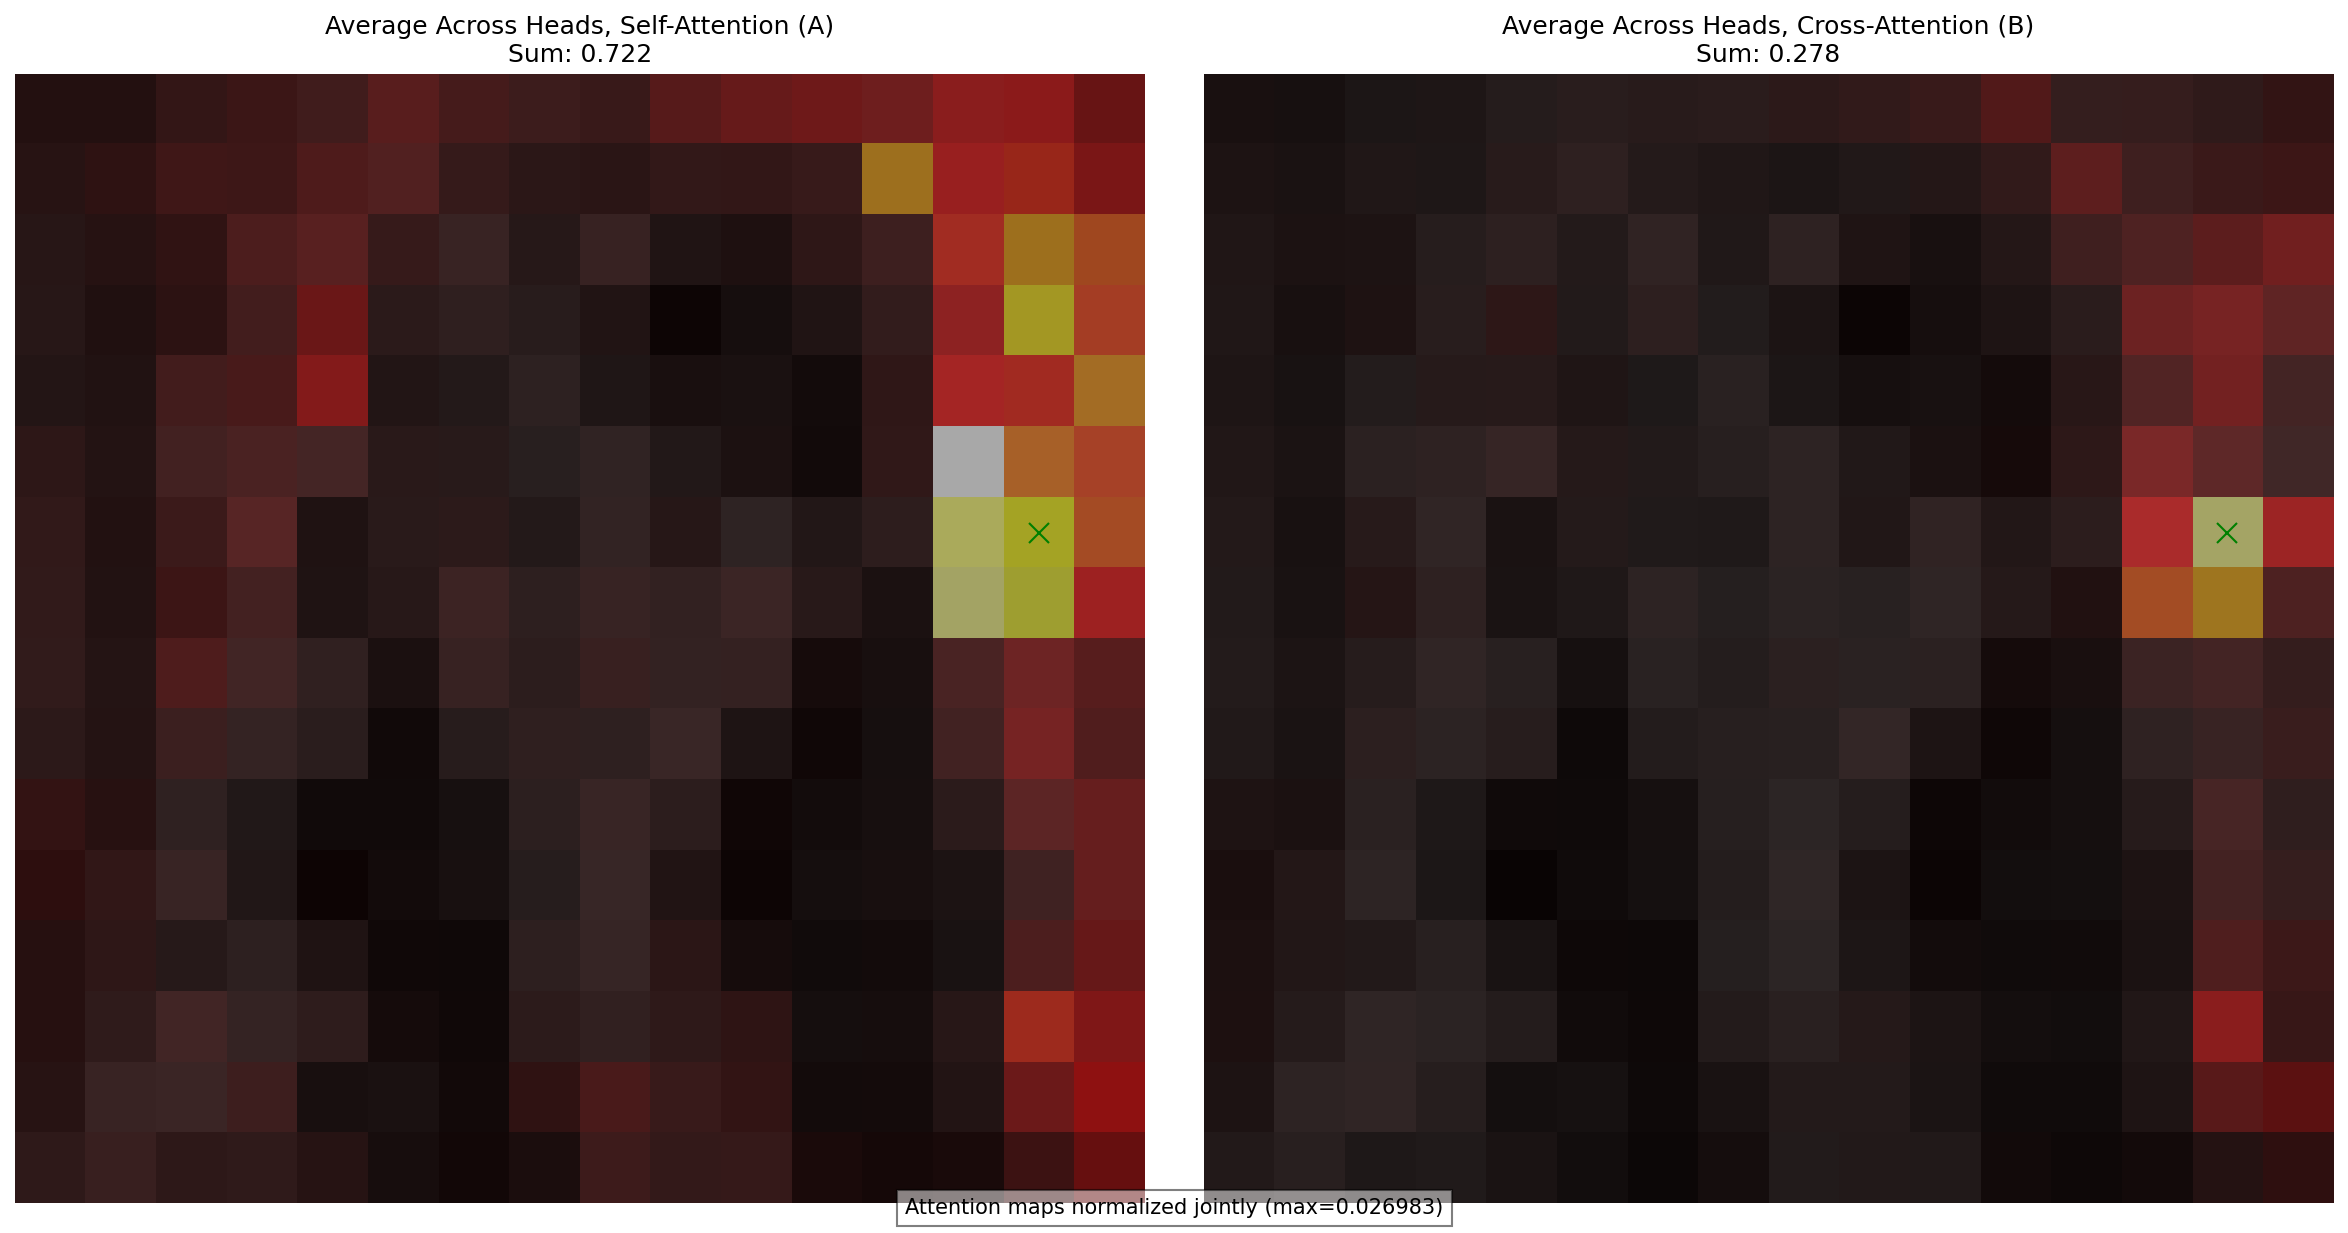 Average Across Heads, Self-Attention (A)
Sum: 0.722
Average Across Heads, Cross-Attention (B)
Sum: 0.278
Attention maps normalized jointly (max=0.026983)